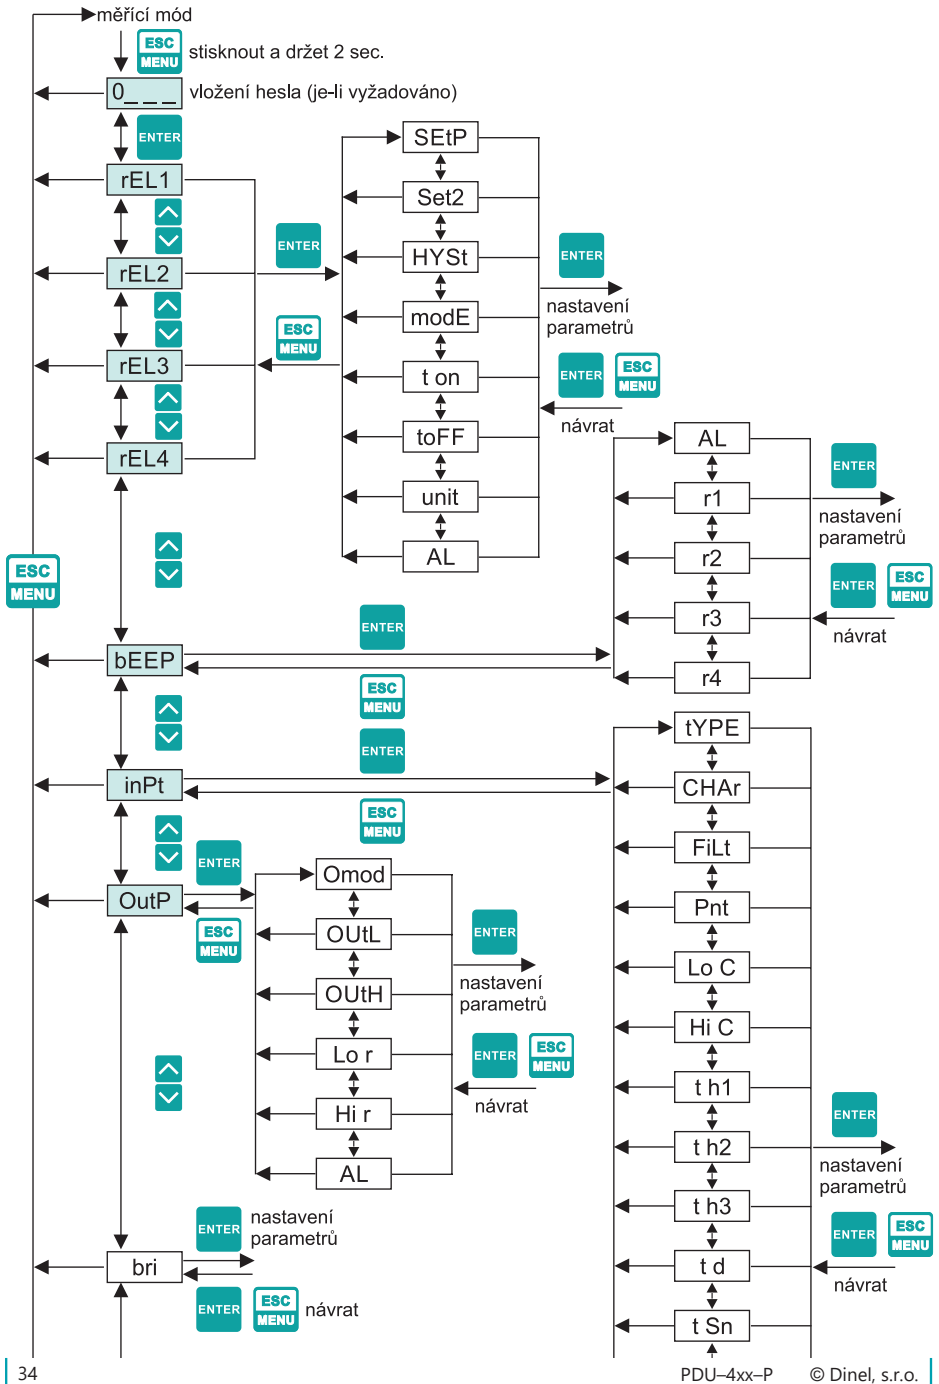 měřící mód
ESC
MENU
stisknout a držet 2 sec.
0_ _ _
vložení hesla (je-li vyžadováno)
ENTER
rEL1
rEL2
rEL3
rEL4
ENTER
ESC
MENU
SEtP
Set2
HYSt
modE
t on
toFF
unit
AL
ENTER
nastavení
parametrů
ENTER
ESC
MENU
návrat
AL
r1
r2
r3
r4
ENTER
nastavení
parametrů
ENTER
ESC
MENU
návrat
ESC
MENU
bEEP
ENTER
ESC
MENU
inPt
ENTER
ESC
MENU
tYPE
CHAr
FiLt
Pnt
Lo C
Hi C
t h1
t h2
t h3
t d
t Sn
ENTER
nastavení
parametrů
ENTER
ESC
MENU
návrat
OutP
ENTER
ESC
MENU
Omod
OUtL
OUtH
Lo r
Hi r
AL
ENTER
nastavení
parametrů
ENTER
ESC
MENU
návrat
bri
ENTER
nastavení
parametrů
ENTER
ESC
MENU
návrat
34
PDU–4xx–P
© Dinel, s.r.o.